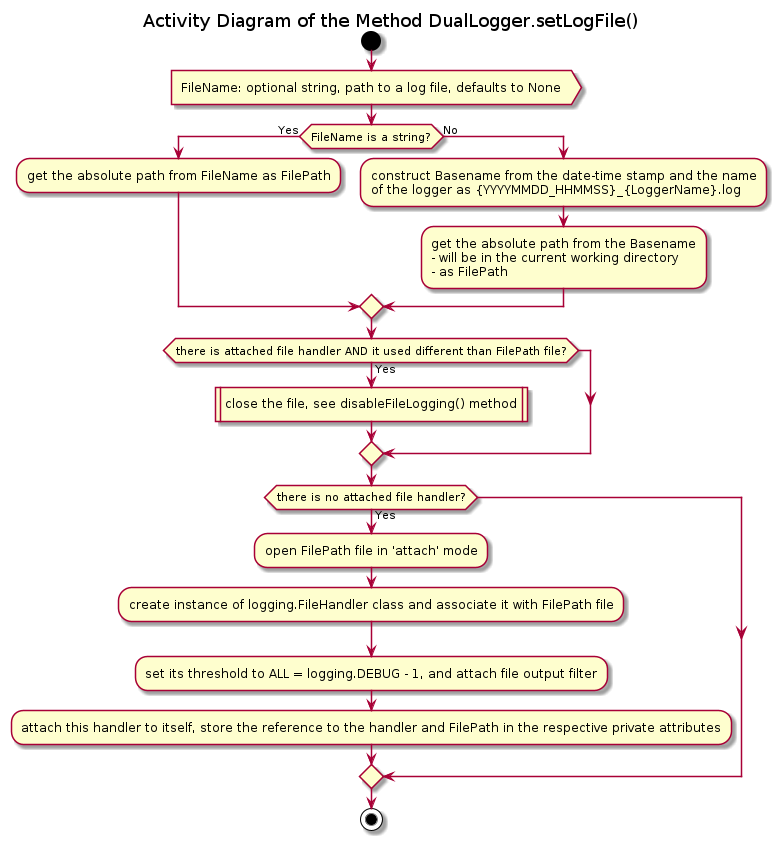 Activity Diagram of the Method DualLogger.setLogFile()
FileName: optional string, path to a log file, defaults to None
Yes
FileName is a string?
No
get the absolute path from FileName as FilePath
construct Basename from the date-time stamp and the name
of the logger as {YYYYMMDD_HHMMSS}_{LoggerName}.log
get the absolute path from the Basename
- will be in the current working directory
- as FilePath
there is attached file handler AND it used different than FilePath file?
Yes
close the file, see disableFileLogging() method
there is no attached file handler?
Yes
open FilePath file in 'attach' mode
create instance of logging.FileHandler class and associate it with FilePath file
set its threshold to ALL = logging.DEBUG - 1, and attach file output filter
attach this handler to itself, store the reference to the handler and FilePath in the respective private attributes